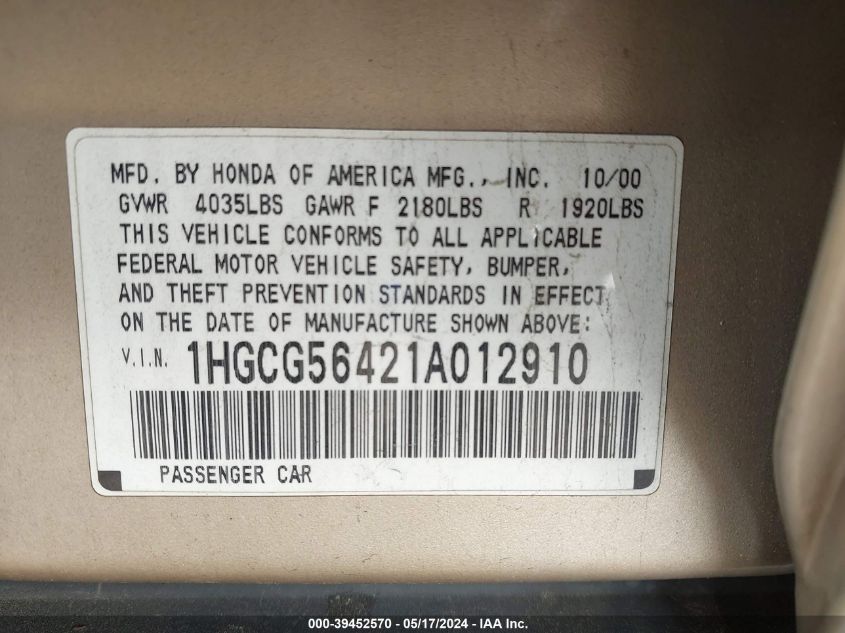 MFD. BY HONDA OF AMERICA MFG., INC. 10/00
GVWR 4035LBS GAWR F 2180LBS R 1920LBS
THIS VEHICLE CONFORMS TO ALL APPLICABLE
FEDERAL MOTOR VEHICLE SAFETY, BUMPER,
AND THEFT PREVENTION STANDARDS IN EFFECT
ON THE DATE OF MANUFACTURE SHOWN ABOVE:
V.I.N. 1HGCG56421A012910
PASSENGER CAR
000-39452570 - 05/17/2024 - IAA Inc.